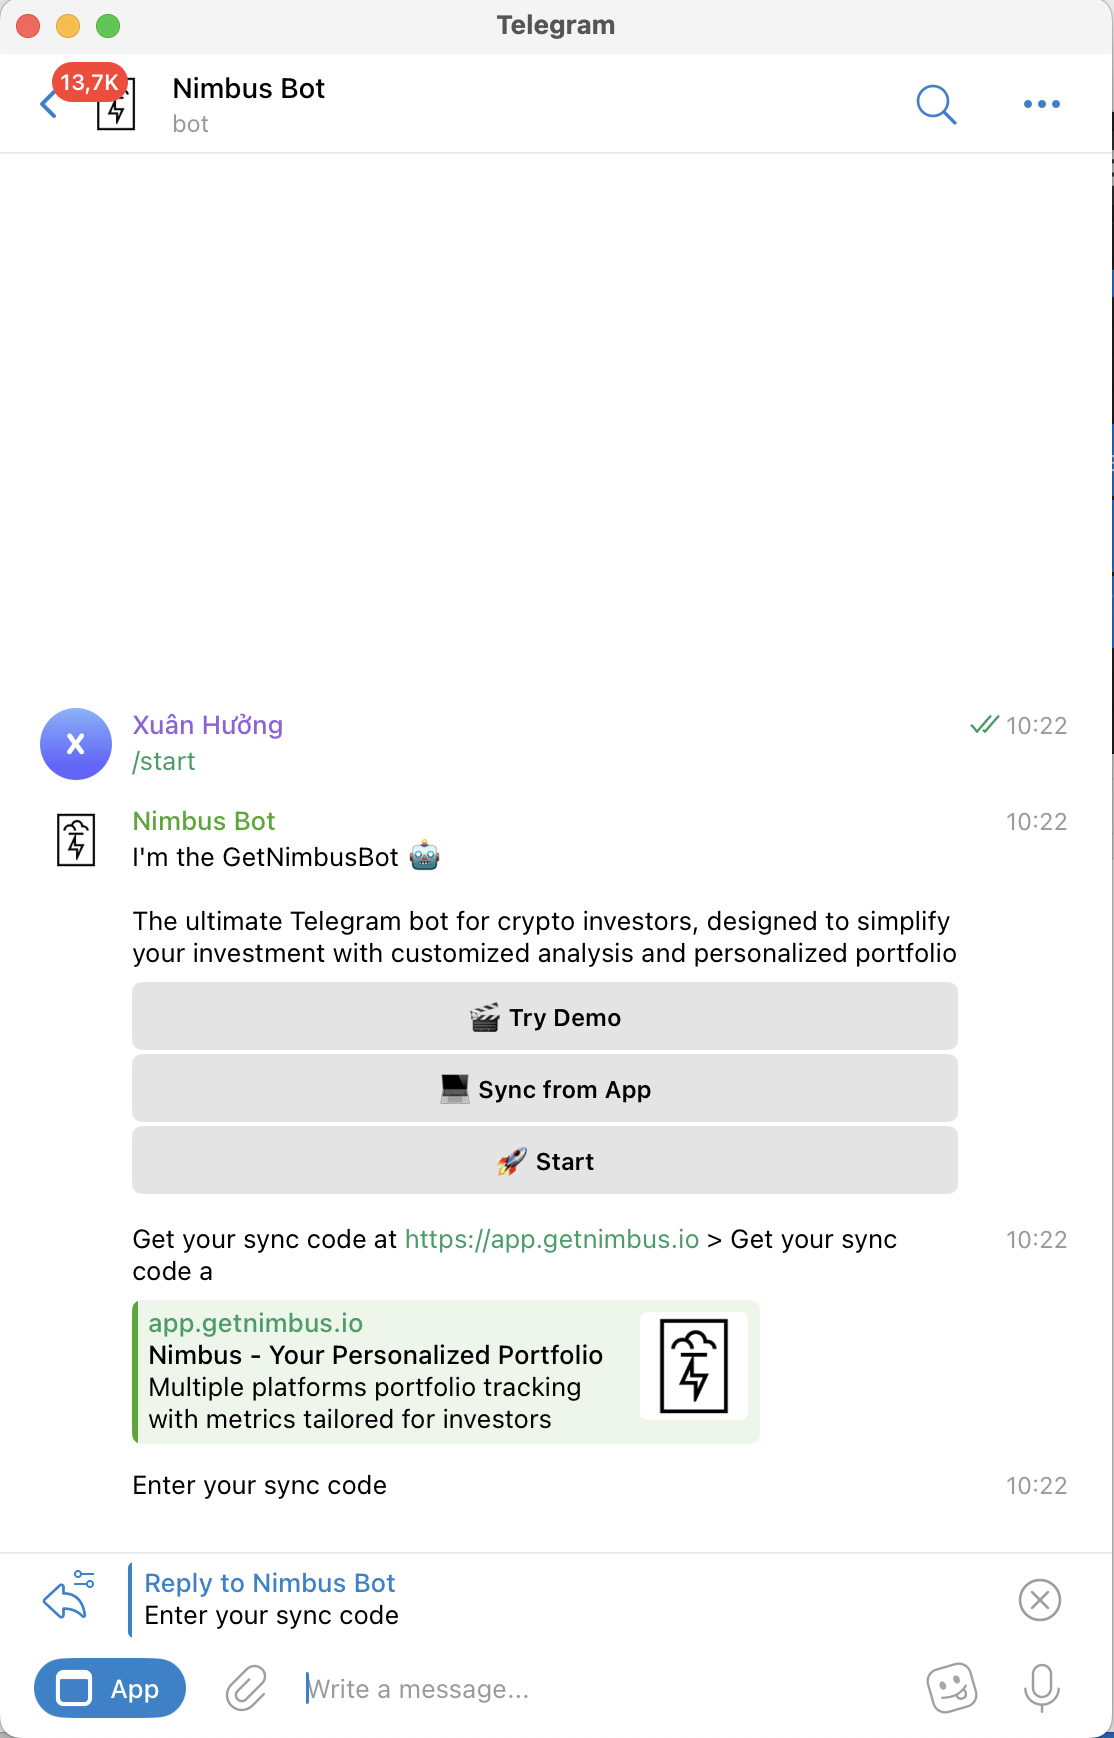 Telegram
13,7K
Nimbus Bot
bot
Xuân Hưởng
10:22
/start
Nimbus Bot
10:22
I'm the GetNimbusBot 🤖
The ultimate Telegram bot for crypto investors, designed to simplify
your investment with customized analysis and personalized portfolio
🎬 Try Demo
💻 Sync from App
🚀 Start
Get your sync code at https://app.getnimbus.io > Get your sync
10:22
code a
app.getnimbus.io
Nimbus - Your Personalized Portfolio
Multiple platforms portfolio tracking
with metrics tailored for investors
Enter your sync code
10:22
Reply to Nimbus Bot
Enter your sync code
App
Write a message...